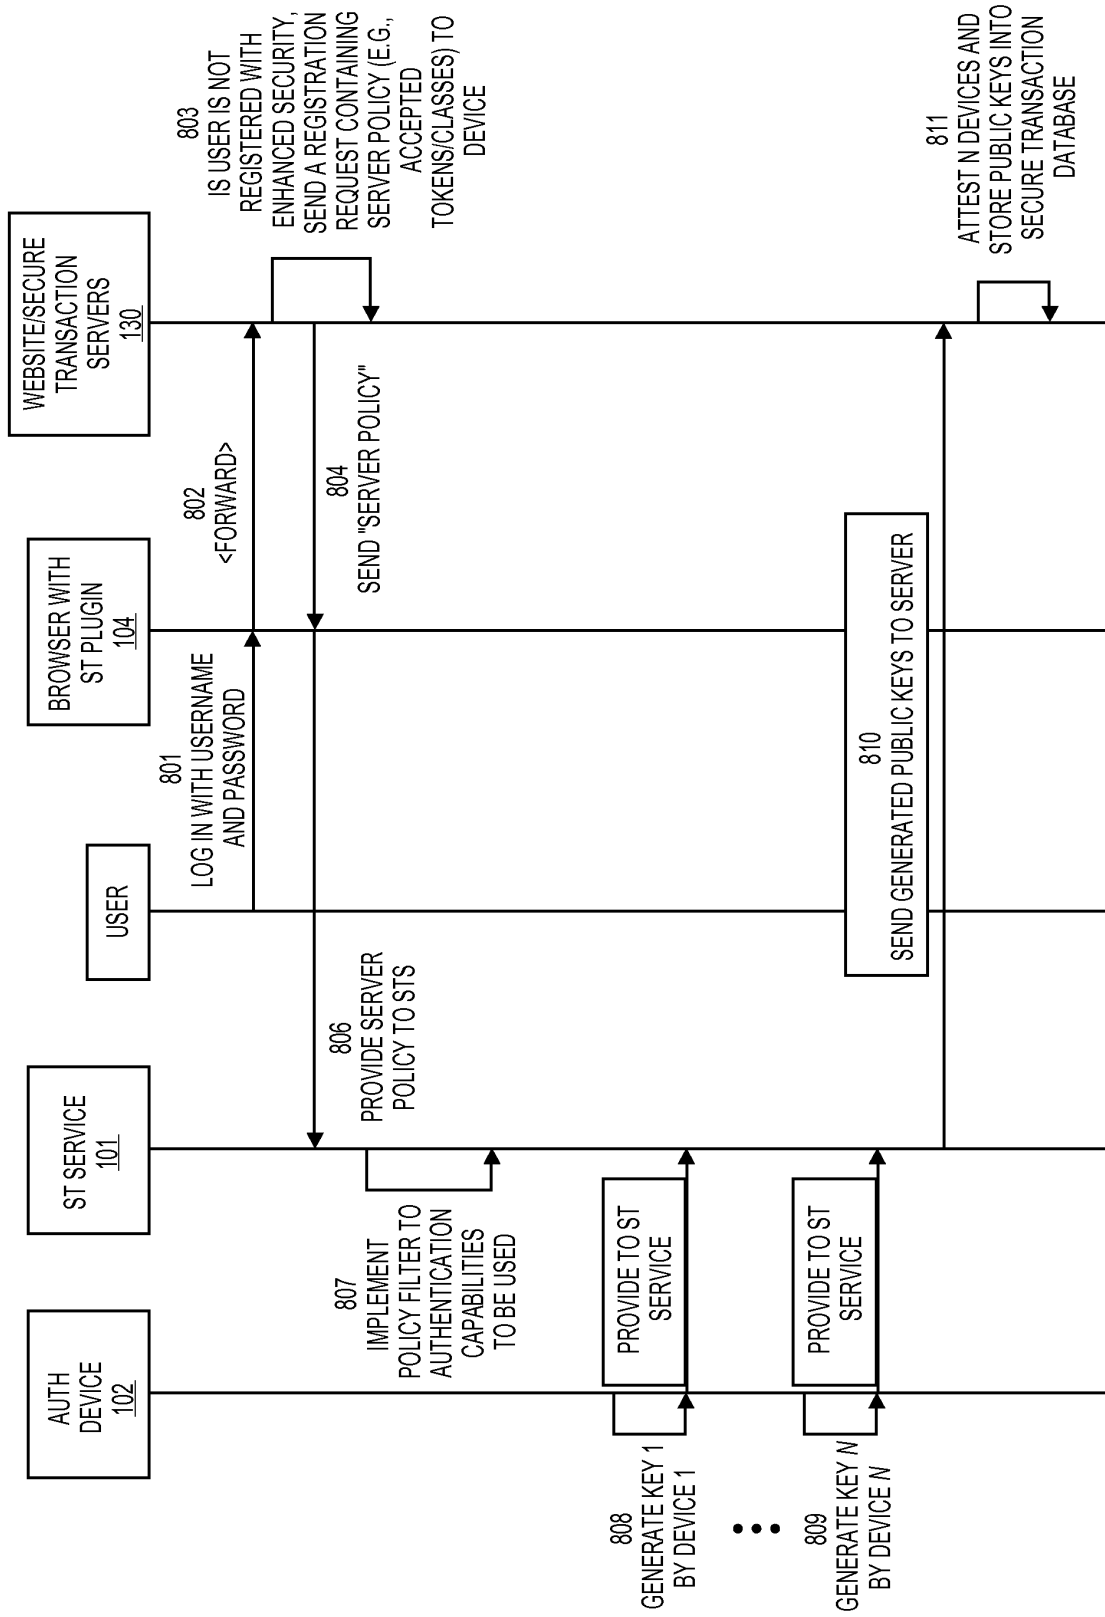 AUTH
DEVICE
102
ST SERVICE
101
USER
BROWSER WITH
ST PLUGIN
104
WEBSITE/SECURE
TRANSACTION
SERVERS
130
801
LOG IN WITH USERNAME
AND PASSWORD
802
<FORWARD>
803
IS USER IS NOT
REGISTERED WITH
ENHANCED SECURITY,
SEND A REGISTRATION
REQUEST CONTAINING
SERVER POLICY (E.G.,
ACCEPTED
TOKENS/CLASSES) TO
DEVICE
804
SEND "SERVER POLICY"
806
PROVIDE SERVER
POLICY TO STS
807
IMPLEMENT
POLICY FILTER TO
AUTHENTICATION
CAPABILITIES
TO BE USED
808
GENERATE KEY 1
BY DEVICE 1
PROVIDE TO ST
SERVICE
809
GENERATE KEY N
BY DEVICE N
PROVIDE TO ST
SERVICE
810
SEND GENERATED PUBLIC KEYS TO SERVER
811
ATTEST N DEVICES AND
STORE PUBLIC KEYS INTO
SECURE TRANSACTION
DATABASE